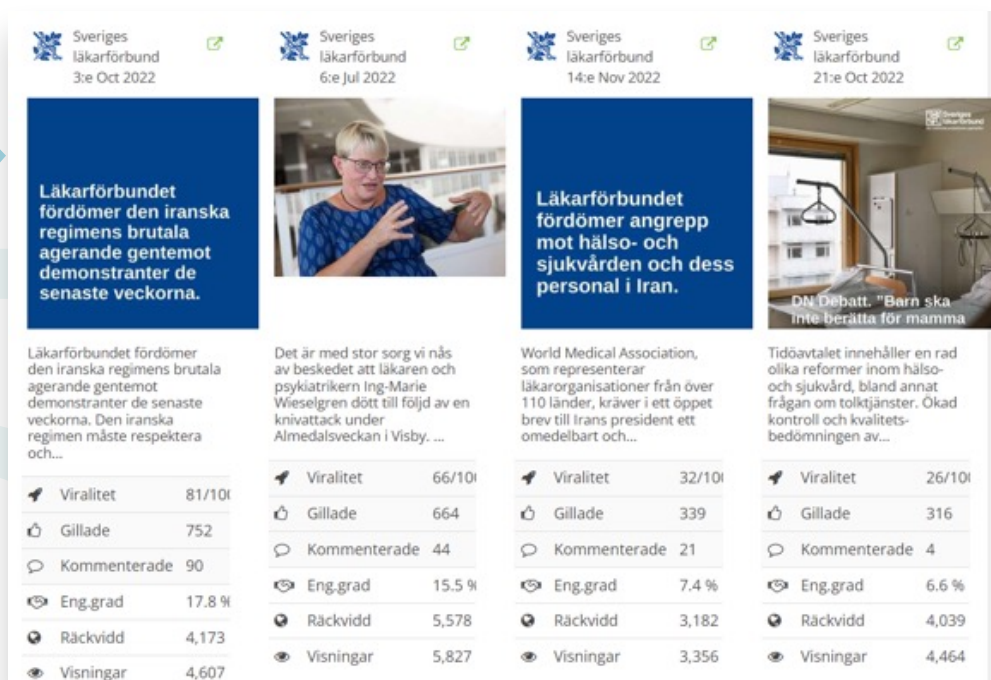 Sveriges
läkarförbund
3:e Oct 2022
Läkarförbundet
fördömer den iranska
regimens brutala
agerande gentemot
demonstranter de
senaste veckorna.
Läkarförbundet fördömer
den iranska regimens brutala
agerande gentemot
demonstranter de senaste
veckorna. Den iranska
regimen måste respektera
och...
Viralitet 81/100
Gillade 752
Kommenterade 90
Eng.grad 17.8 %
Räckvidd 4,173
Visningar 4,607
Sveriges
läkarförbund
6:e Jul 2022
Det är med stor sorg vi nås
av beskedet att läkaren och
psykiatrikern Ing-Marie
Wieselgren dött till följd av en
knivattack under
Almedalsveckan i Visby. ...
Viralitet 66/100
Gillade 664
Kommenterade 44
Eng.grad 15.5 %
Räckvidd 5,578
Visningar 5,827
Sveriges
läkarförbund
14:e Nov 2022
Läkarförbundet
fördömer angrepp
mot hälso- och
sjukvården och dess
personal i Iran.
World Medical Association,
som representerar
läkarorganisationer från över
110 länder, kräver i ett öppet
brev till Irans president ett
omedelbart och...
Viralitet 32/100
Gillade 339
Kommenterade 21
Eng.grad 7.4 %
Räckvidd 3,182
Visningar 3,356
Sveriges
läkarförbund
21:e Oct 2022
Sveriges
läkarförbund
DN Debatt. ”Barn ska
inte berätta för mamma
Tidöavtalet innehåller en rad
olika reformer inom hälso-
och sjukvård, bland annat
frågan om tolktjänster. Ökad
kontroll och kvalitets-
bedömningen av...
Viralitet 26/100
Gillade 316
Kommenterade 4
Eng.grad 6.6 %
Räckvidd 4,039
Visningar 4,464